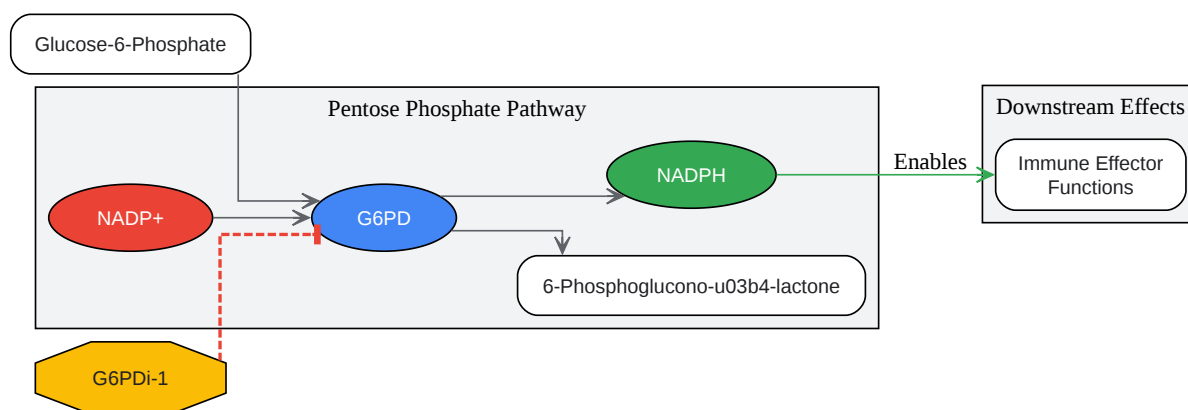 Glucose-6-Phosphate
Pentose Phosphate Pathway
Downstream Effects
NADPH
Enables
Immune Effector
Functions
NADP+
G6PD
6-Phosphoglucono-u03b4-lactone
G6PDi-1